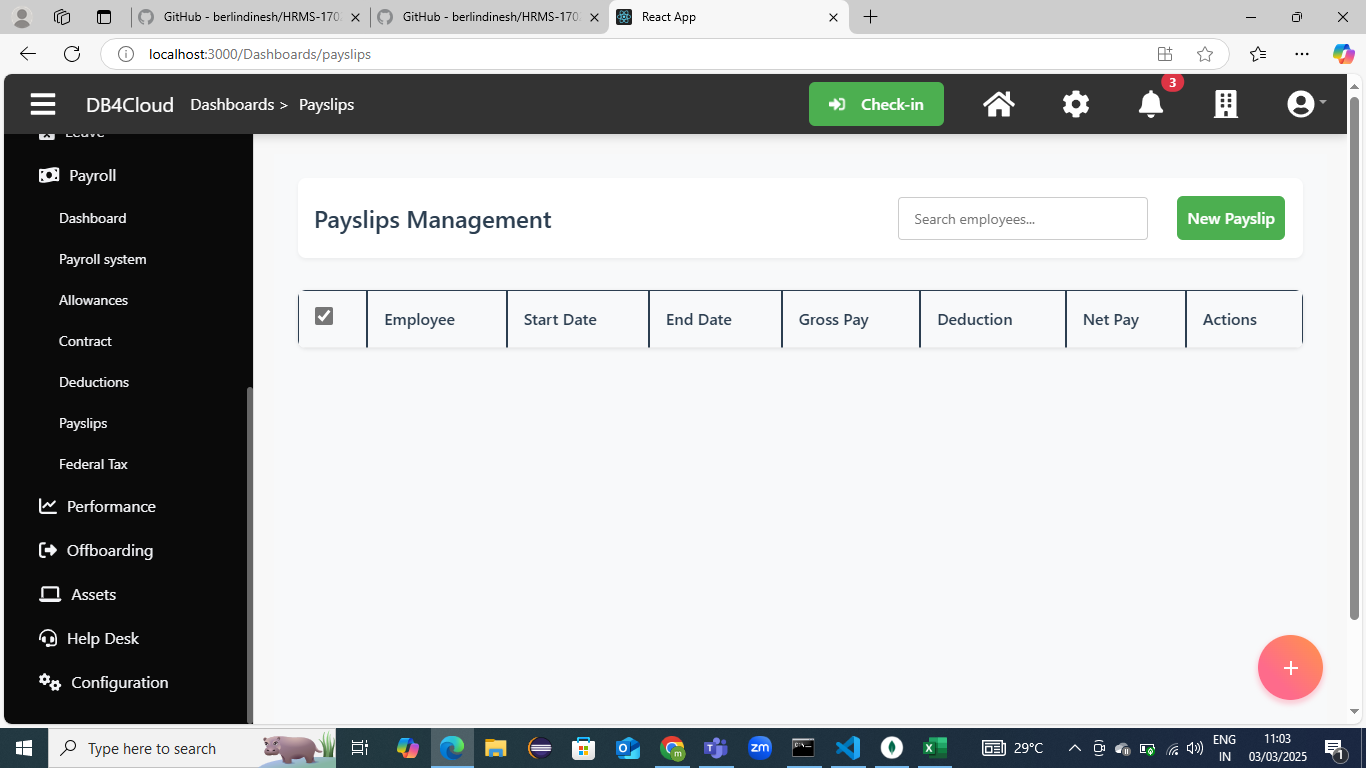 GitHub - berlindinesh/HRMS-170
GitHub - berlindinesh/HRMS-170
React App
localhost:3000/Dashboards/payslips
DB4Cloud
Dashboards > Payslips
Check-in
3
Leave
Payroll
Dashboard
Payroll system
Allowances
Contract
Deductions
Payslips
Federal Tax
Performance
Offboarding
Assets
Help Desk
Configuration
Payslips Management
Search employees...
New Payslip
Employee
Start Date
End Date
Gross Pay
Deduction
Net Pay
Actions
+
Type here to search
zm
29°C
ENG
IN
11:03
03/03/2025
1